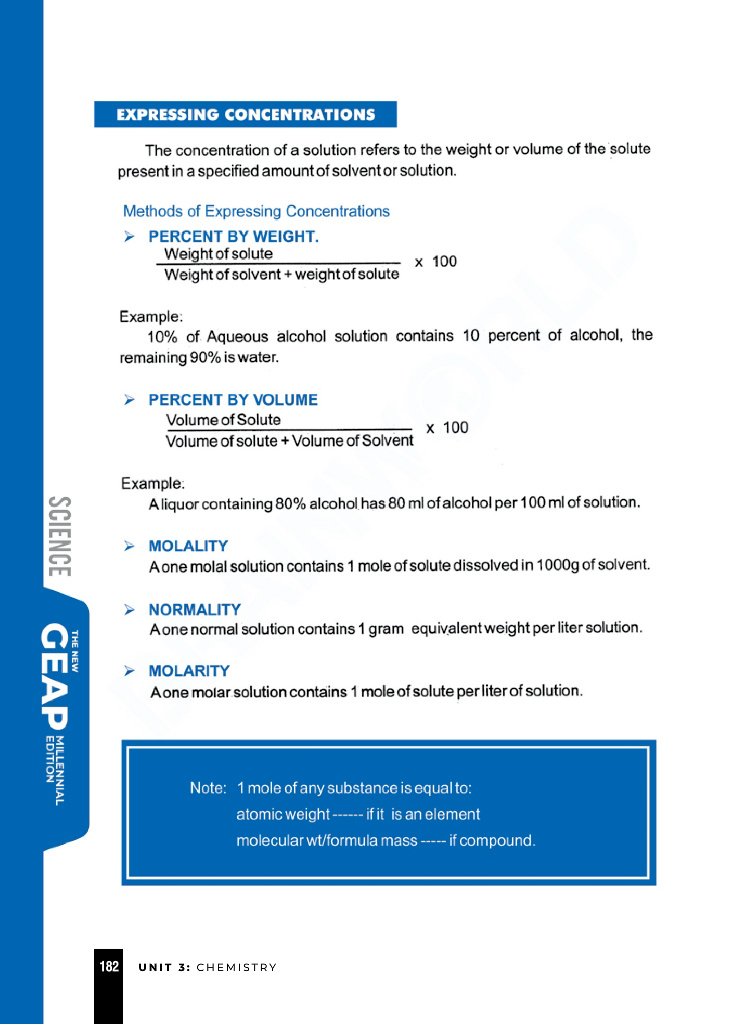 EXPRESSING CONCENTRATIONS
The concentration of a solution refers to the weight or volume of the solute
present in a specified amount of solvent or solution.
Methods of Expressing Concentrations
➢ PERCENT BY WEIGHT.
Weight of solute
Weight of solvent + weight of solute
x 100
Example:
10% of Aqueous alcohol solution contains 10 percent of alcohol, the
remaining 90% is water.
➢ PERCENT BY VOLUME
Volume of Solute
Volume of solute + Volume of Solvent
x 100
Example:
A liquor containing 80% alcohol has 80 ml of alcohol per 100 ml of solution.
➢ MOLALITY
A one molal solution contains 1 mole of solute dissolved in 1000g of solvent.
➢ NORMALITY
A one normal solution contains 1 gram equivalent weight per liter solution.
➢ MOLARITY
A one molar solution contains 1 mole of solute per liter of solution.
Note: 1 mole of any substance is equal to:
atomic weight ------ if it is an element
molecular wt/formula mass ----- if compound.
SCIENCE
THE NEW
GEAP
MILLENNIAL
EDITION
182 UNIT 3: CHEMISTRY